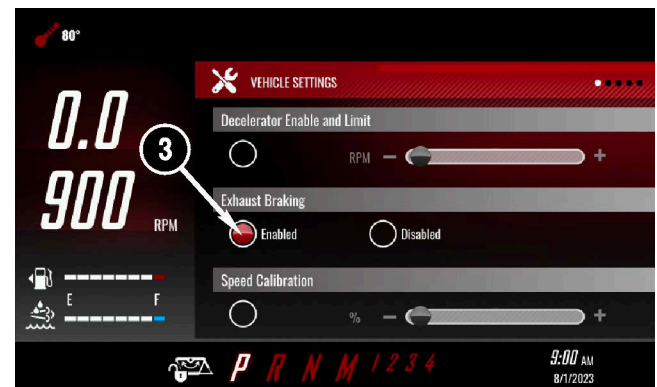 80°
VEHICLE SETTINGS
0.0
Decelerator Enable and Limit
3
RPM − +
900
RPM
Exhaust Braking
Enabled Disabled
Speed Calibration
E F
% − +
P R N M 1 2 3 4
9:00 AM
8/1/2023